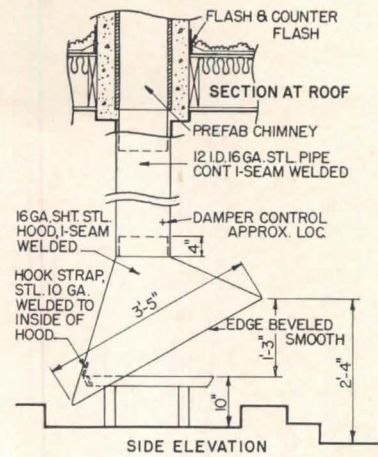 FLASH & COUNTER
FLASH
SECTION AT ROOF
PREFAB CHIMNEY
12 I.D. 16 GA. STL. PIPE
CONT 1-SEAM WELDED
16 GA. SHT. STL.
HOOD, 1-SEAM
WELDED
DAMPER CONTROL
APPROX. LOC.
4"
HOOK STRAP,
STL. 10 GA.
WELDED TO
INSIDE OF
HOOD
3'-5"
EDGE BEVELED
SMOOTH
1'-3"
2'-4"
10"
SIDE ELEVATION